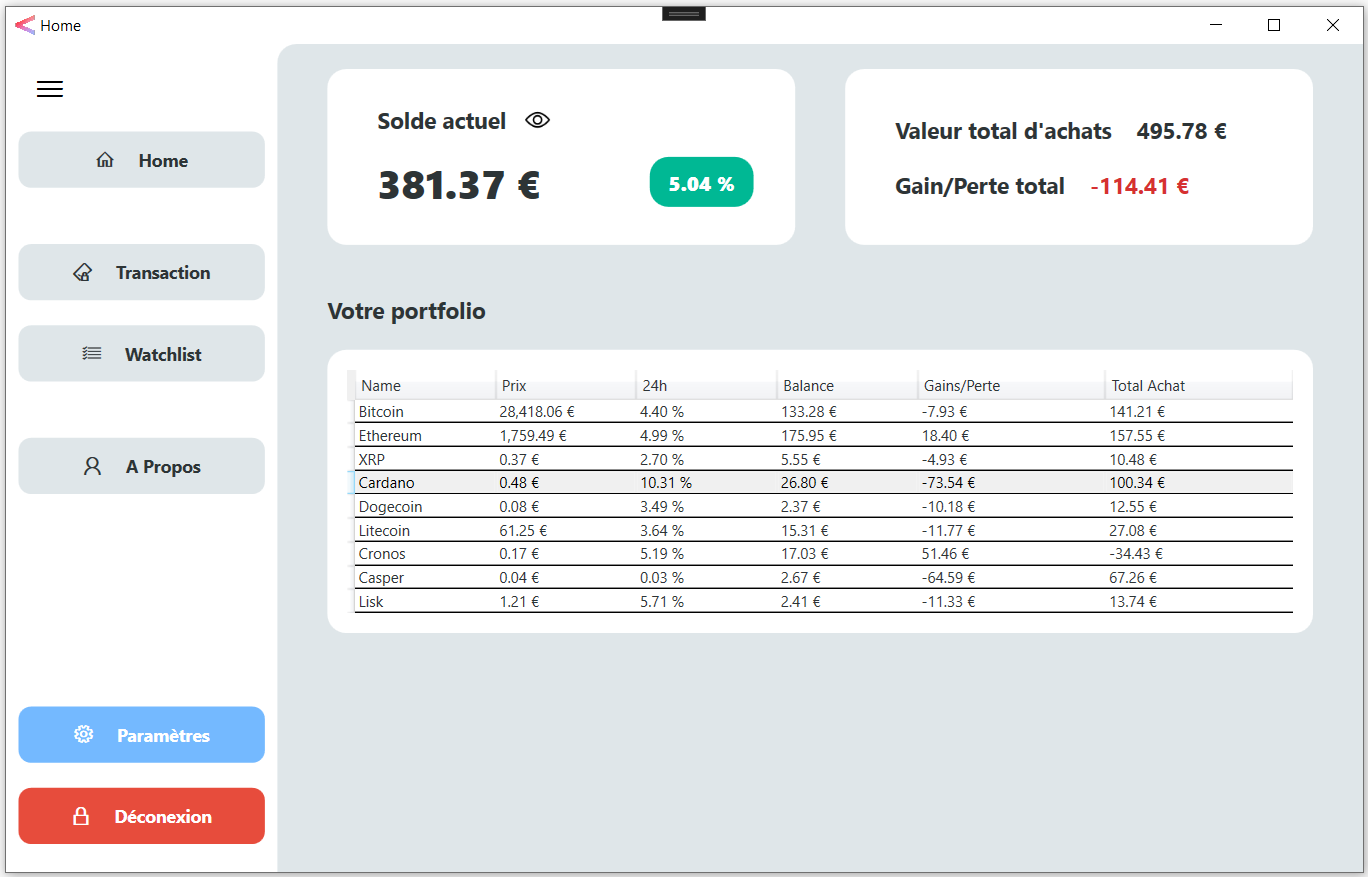 Home
Home
Transaction
Watchlist
A Propos
Paramètres
Déconexion
Solde actuel
381.37 € 5.04 %
Valeur total d'achats 495.78 €
Gain/Perte total -114.41 €
Votre portfolio
Name Prix 24h Balance Gains/Perte Total Achat
Bitcoin 28,418.06 € 4.40 % 133.28 € -7.93 € 141.21 €
Ethereum 1,759.49 € 4.99 % 175.95 € 18.40 € 157.55 €
XRP 0.37 € 2.70 % 5.55 € -4.93 € 10.48 €
Cardano 0.48 € 10.31 % 26.80 € -73.54 € 100.34 €
Dogecoin 0.08 € 3.49 % 2.37 € -10.18 € 12.55 €
Litecoin 61.25 € 3.64 % 15.31 € -11.77 € 27.08 €
Cronos 0.17 € 5.19 % 17.03 € 51.46 € -34.43 €
Casper 0.04 € 0.03 % 2.67 € -64.59 € 67.26 €
Lisk 1.21 € 5.71 % 2.41 € -11.33 € 13.74 €